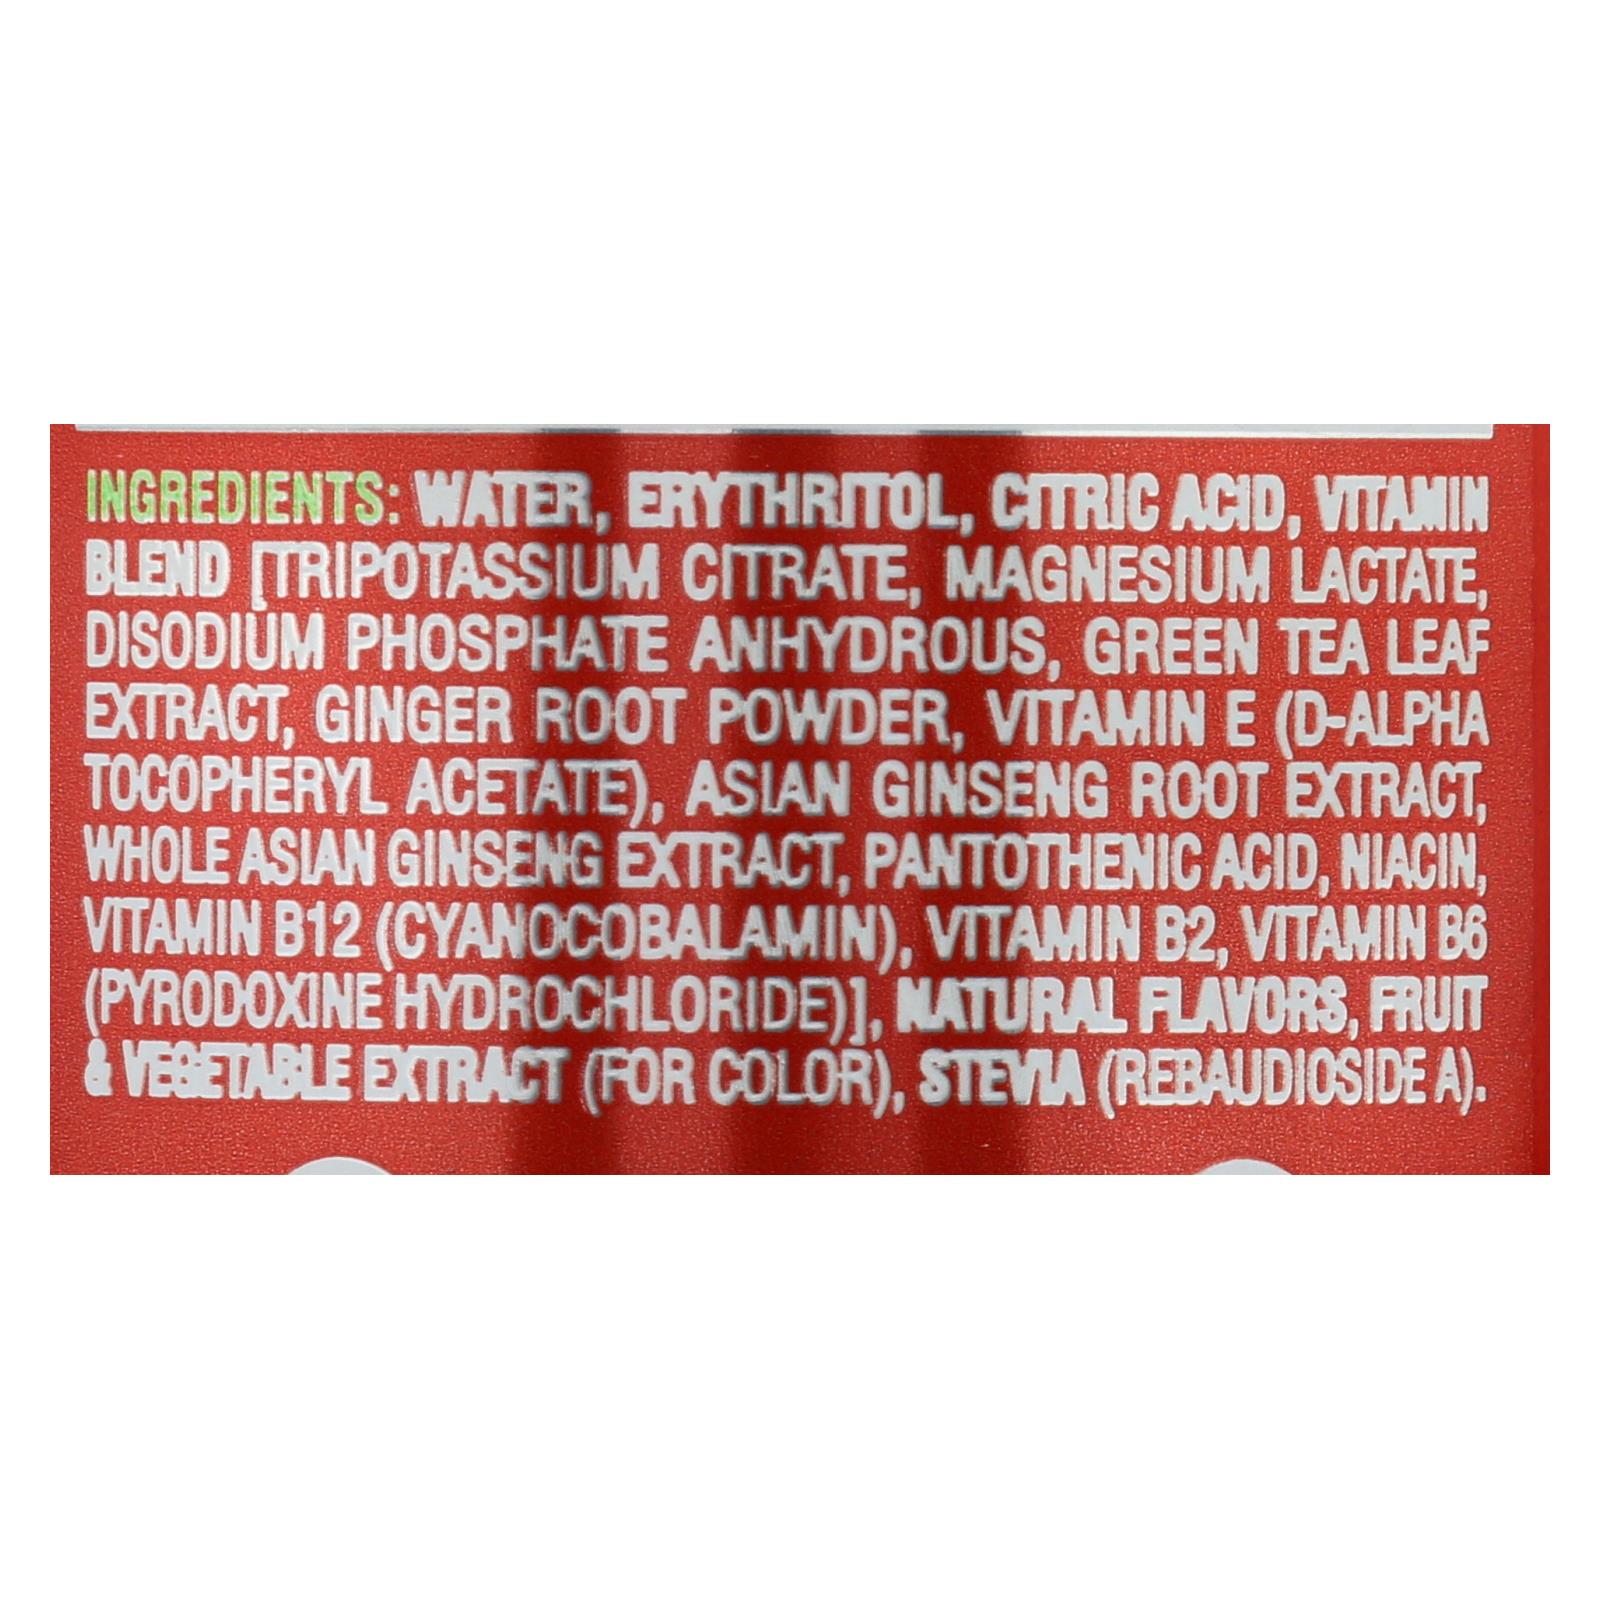 INGREDIENTS: WATER, ERYTHRITOL, CITRIC ACID, VITAMIN
BLEND [TRIPOTASSIUM CITRATE, MAGNESIUM LACTATE,
DISODIUM PHOSPHATE ANHYDROUS, GREEN TEA LEAF
EXTRACT, GINGER ROOT POWDER, VITAMIN E (D-ALPHA
TOCOPHERYL ACETATE), ASIAN GINSENG ROOT EXTRACT,
WHOLE ASIAN GINSENG EXTRACT, PANTOTHENIC ACID, NIACIN,
VITAMIN B12 (CYANOCOBALAMIN), VITAMIN B2, VITAMIN B6
(PYRODOXINE HYDROCHLORIDE)], NATURAL FLAVORS, FRUIT
& VEGETABLE EXTRACT (FOR COLOR), STEVIA (REBAUDIOSIDE A).